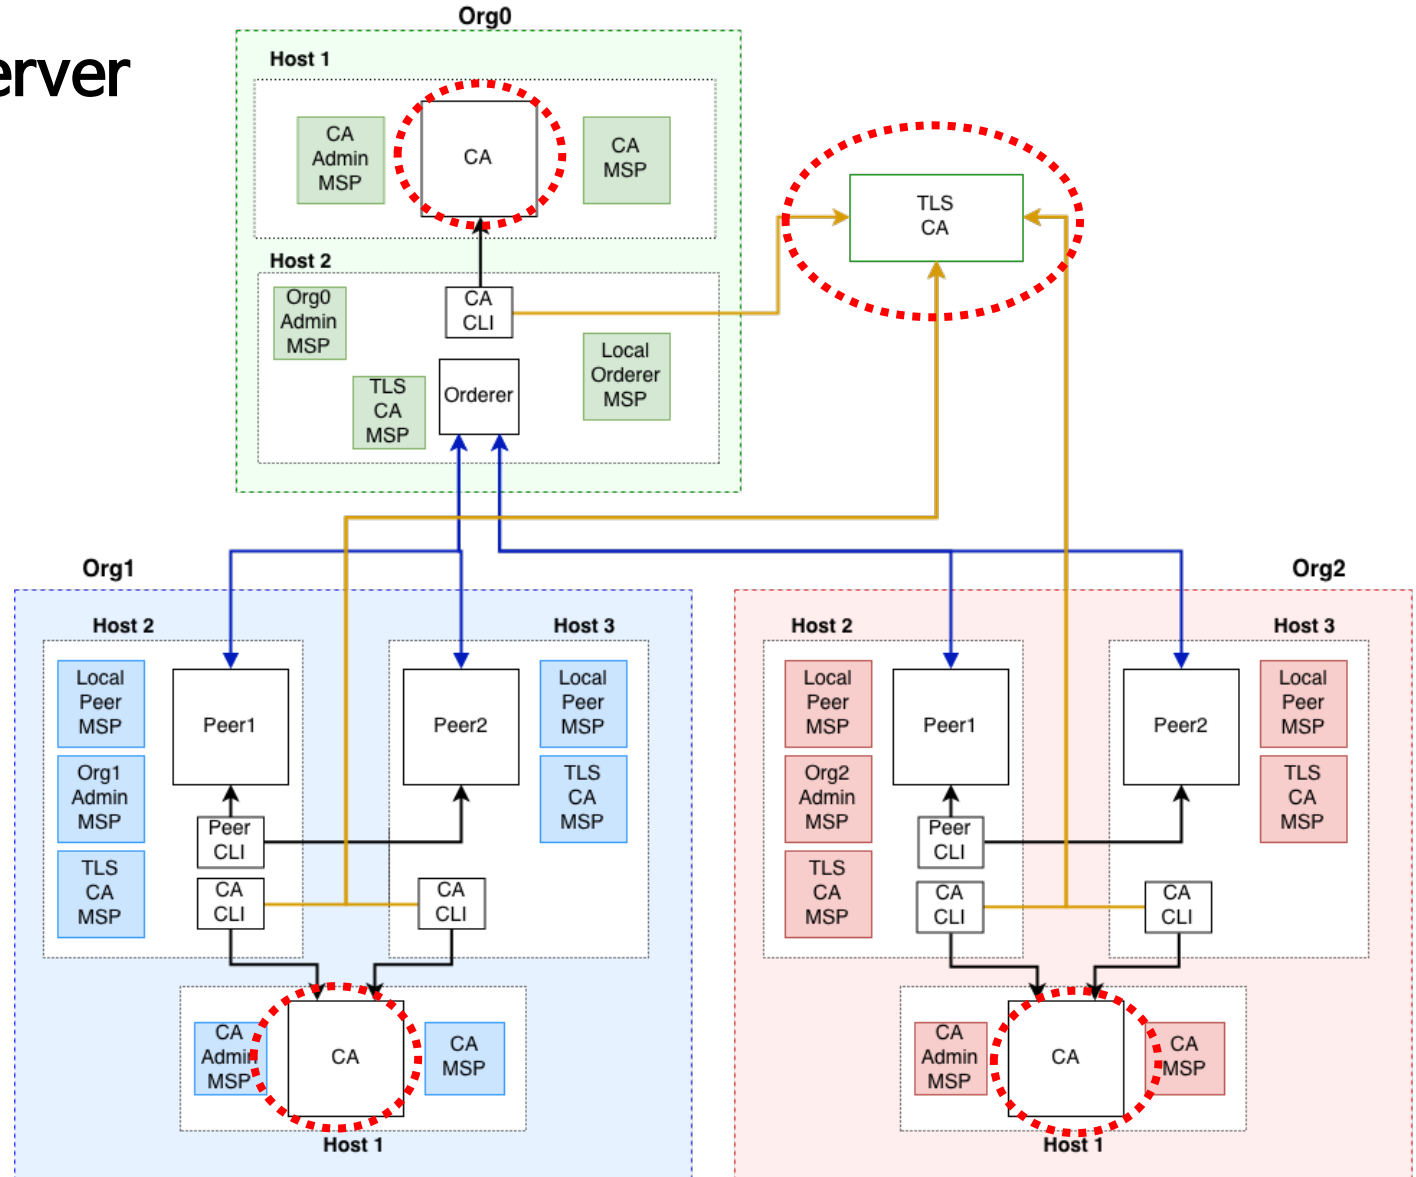 erver
Org0
Host 1
CA
Admin
MSP
CA
CA
MSP
TLS
CA
Host 2
Org0
Admin
MSP
CA
CLI
Local
Orderer
MSP
TLS
CA
MSP
Orderer
Org1
Host 2
Host 3
Local
Peer
MSP
Peer1
Peer2
Local
Peer
MSP
Org1
Admin
MSP
TLS
CA
MSP
Peer
CLI
TLS
CA
MSP
CA
CLI
CA
CLI
CA
Admin
MSP
CA
CA
MSP
Host 1
Org2
Host 2
Host 3
Local
Peer
MSP
Peer1
Peer2
Local
Peer
MSP
Org2
Admin
MSP
TLS
CA
MSP
Peer
CLI
TLS
CA
MSP
CA
CLI
CA
CLI
CA
Admin
MSP
CA
CA
MSP
Host 1